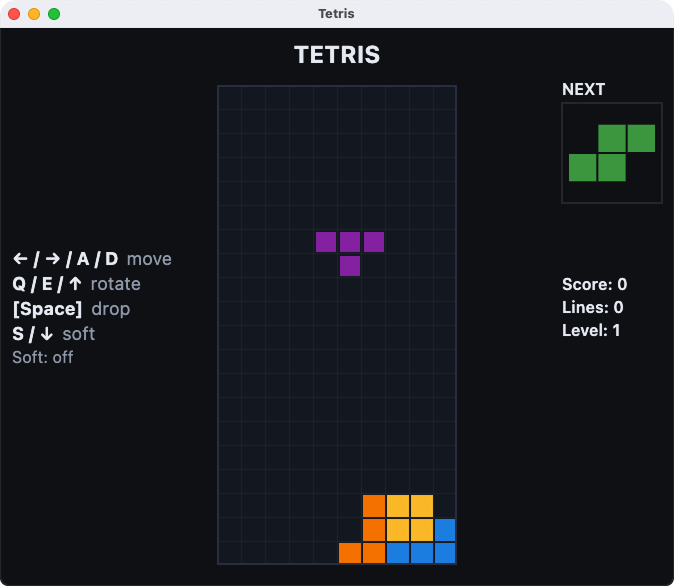 Tetris
TETRIS
← / → / A / D move
Q / E / ↑ rotate
[Space] drop
S / ↓ soft
Soft: off
NEXT
Score: 0
Lines: 0
Level: 1